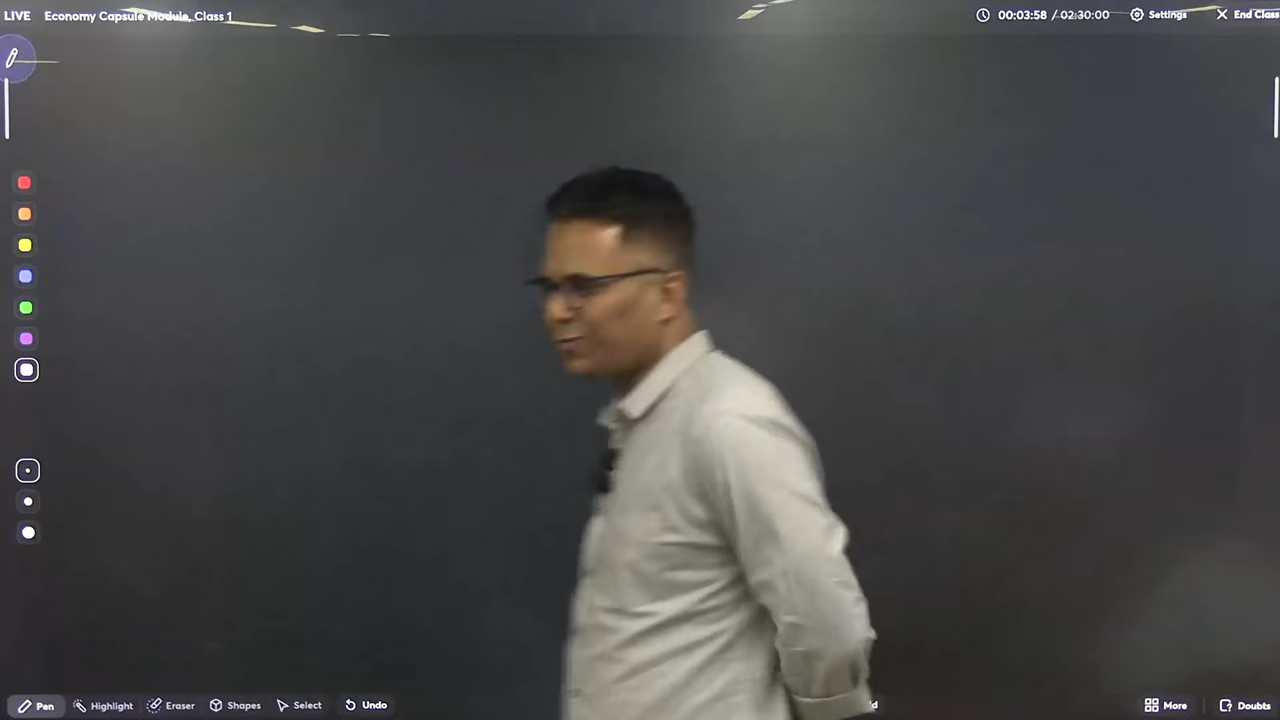 LIVE Economy Capsule Module, Class 1 00:03:58 / 02:30:00 Settings End Class
Pen Highlight Eraser Shapes Select Undo More Doubts